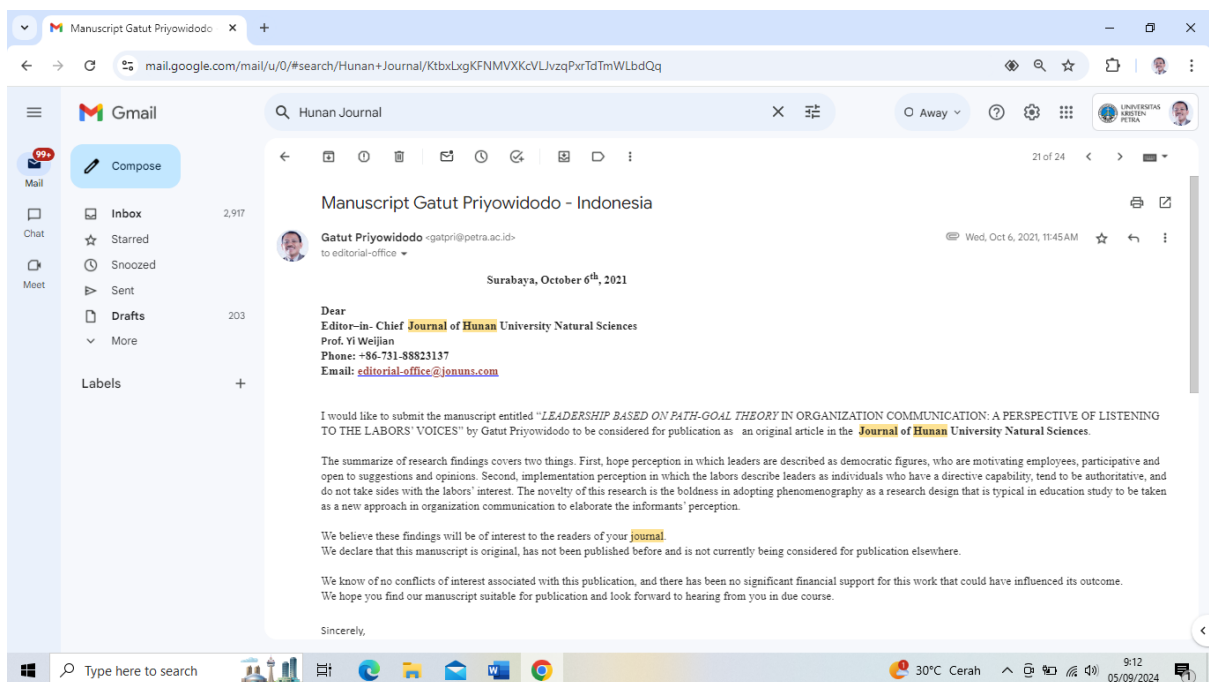 Manuscript Gatut Priyowidodo
mail.google.com/mail/u/0/#search/Hunan+Journal/KtbxLxgKFNMVXKcVLJvzqPxrTdTmWLbdQq
Gmail
Hunan Journal
Away
UNIVERSITAS
KRISTEN
PETRA
99+
Mail
Chat
Meet
Compose
Inbox 2,917
Starred
Snoozed
Sent
Drafts 203
More
Labels
21 of 24
Manuscript Gatut Priyowidodo - Indonesia
Gatut Priyowidodo <gatpri@petra.ac.id> Wed, Oct 6, 2021, 11:45 AM
to editorial-office
Surabaya, October 6th, 2021
Dear
Editor–in- Chief Journal of Hunan University Natural Sciences
Prof. Yi Weijian
Phone: +86-731-88823137
Email: editorial-office@jonuns.com
I would like to submit the manuscript entitled “LEADERSHIP BASED ON PATH-GOAL THEORY IN ORGANIZATION COMMUNICATION: A PERSPECTIVE OF LISTENING
TO THE LABORS’ VOICES” by Gatut Priyowidodo to be considered for publication as an original article in the Journal of Hunan University Natural Sciences.
The summarize of research findings covers two things. First, hope perception in which leaders are described as democratic figures, who are motivating employees, participative and
open to suggestions and opinions. Second, implementation perception in which the labors describe leaders as individuals who have a directive capability, tend to be authoritative, and
do not take sides with the labors’ interest. The novelty of this research is the boldness in adopting phenomenography as a research design that is typical in education study to be taken
as a new approach in organization communication to elaborate the informants’ perception.
We believe these findings will be of interest to the readers of your journal.
We declare that this manuscript is original, has not been published before and is not currently being considered for publication elsewhere.
We know of no conflicts of interest associated with this publication, and there has been no significant financial support for this work that could have influenced its outcome.
We hope you find our manuscript suitable for publication and look forward to hearing from you in due course.
Sincerely,
Type here to search
30°C Cerah
9:12
05/09/2024